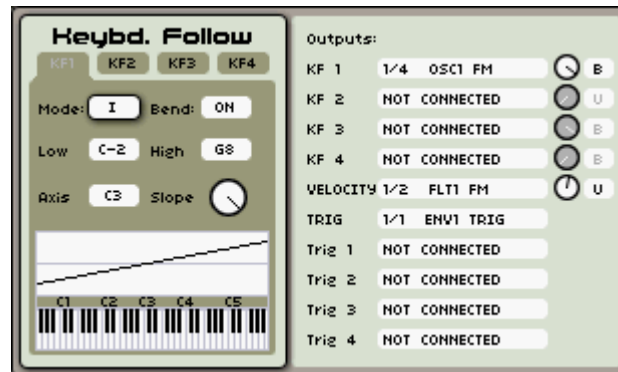 Keybd. Follow
KF1 KF2 KF3 KF4
Mode: I Bend: ON
Low C-2 High G8
Axis C3 Slope
C1 C2 C3 C4 C5
Outputs:
KF 1 1/4 OSC1 FM B
KF 2 NOT CONNECTED U
KF 3 NOT CONNECTED B
KF 4 NOT CONNECTED B
VELOCITY 1/2 FLT1 FM U
TRIG 1/1 ENV1 TRIG
Trig 1 NOT CONNECTED
Trig 2 NOT CONNECTED
Trig 3 NOT CONNECTED
Trig 4 NOT CONNECTED